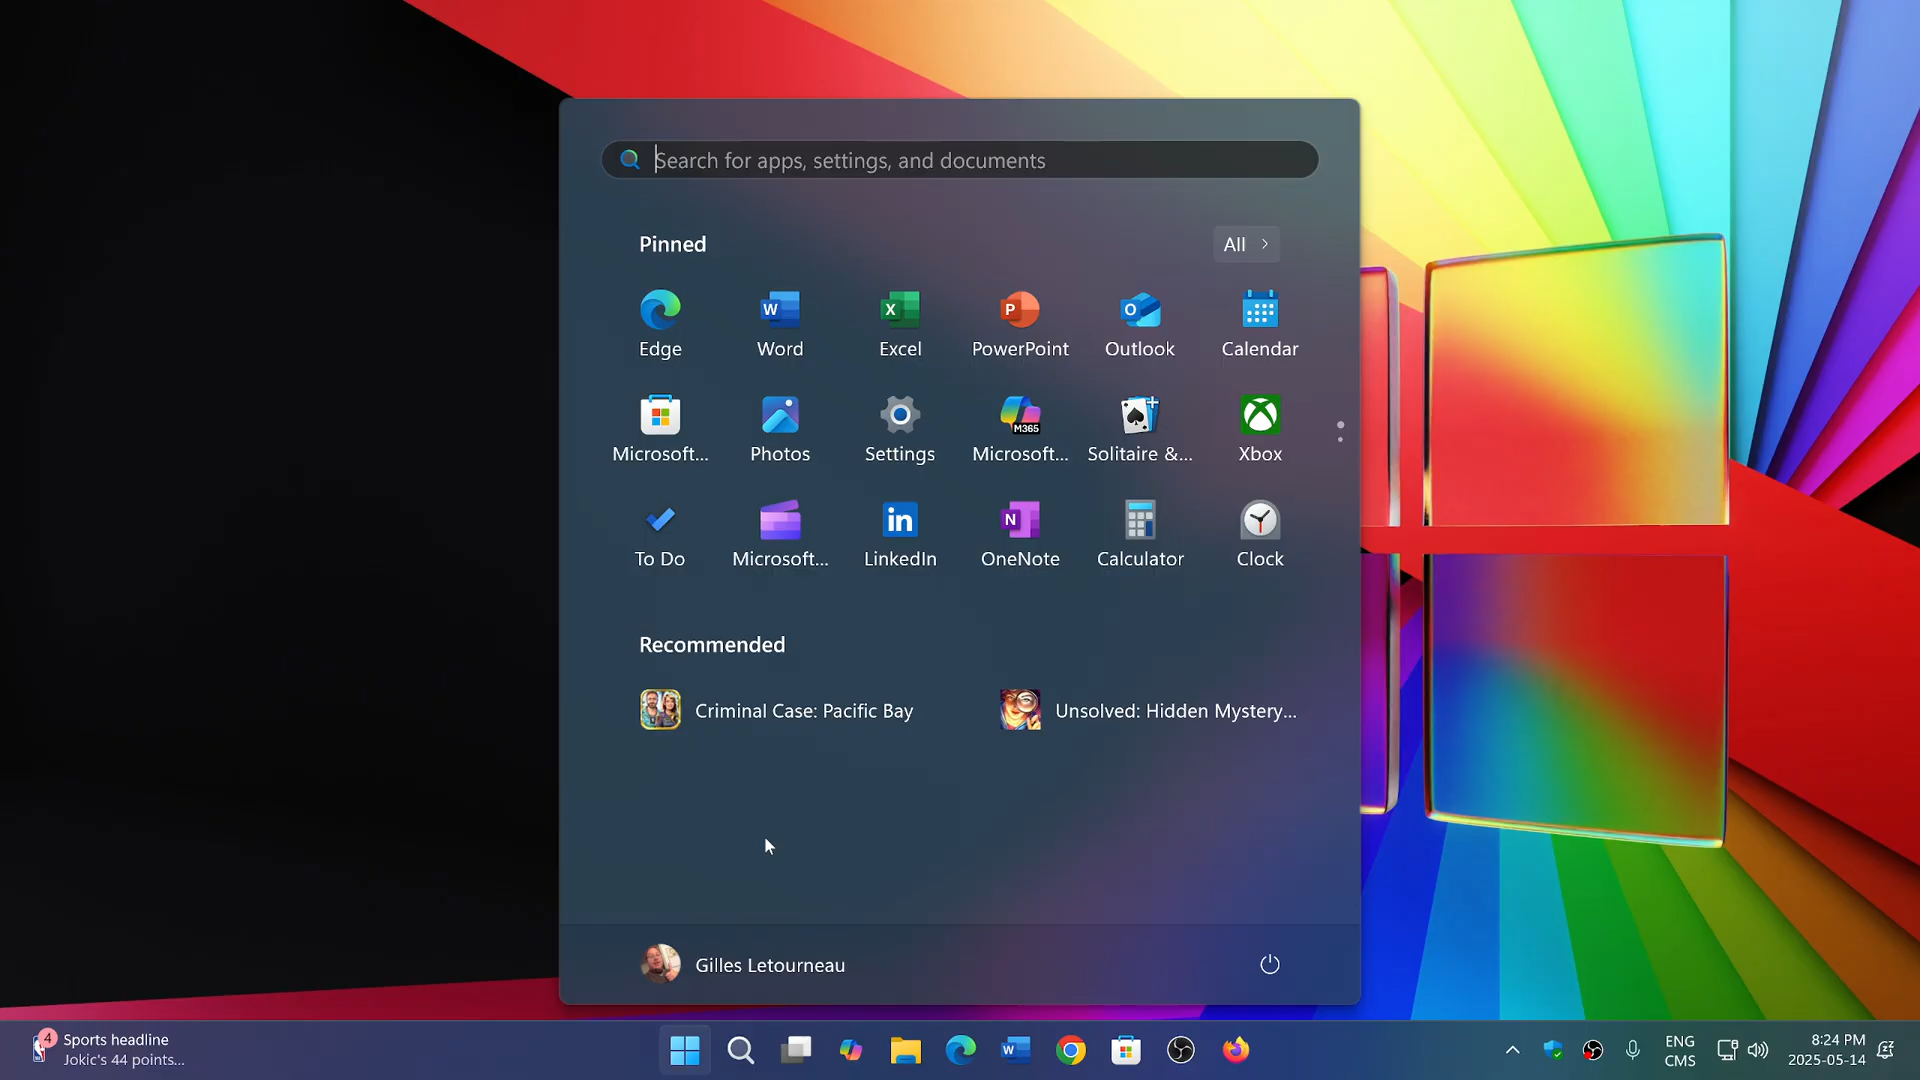 Search for apps, settings, and documents
Pinned
All
Edge
Word
Excel
PowerPoint
Outlook
Calendar
Microsoft...
Photos
Settings
M365
Microsoft...
Solitaire &...
Xbox
To Do
Microsoft...
LinkedIn
OneNote
Calculator
Clock
Recommended
Criminal Case: Pacific Bay
Unsolved: Hidden Mystery...
Gilles Letourneau
4
Sports headline
Jokic's 44 points...
ENG
CMS
8:24 PM
2025-05-14